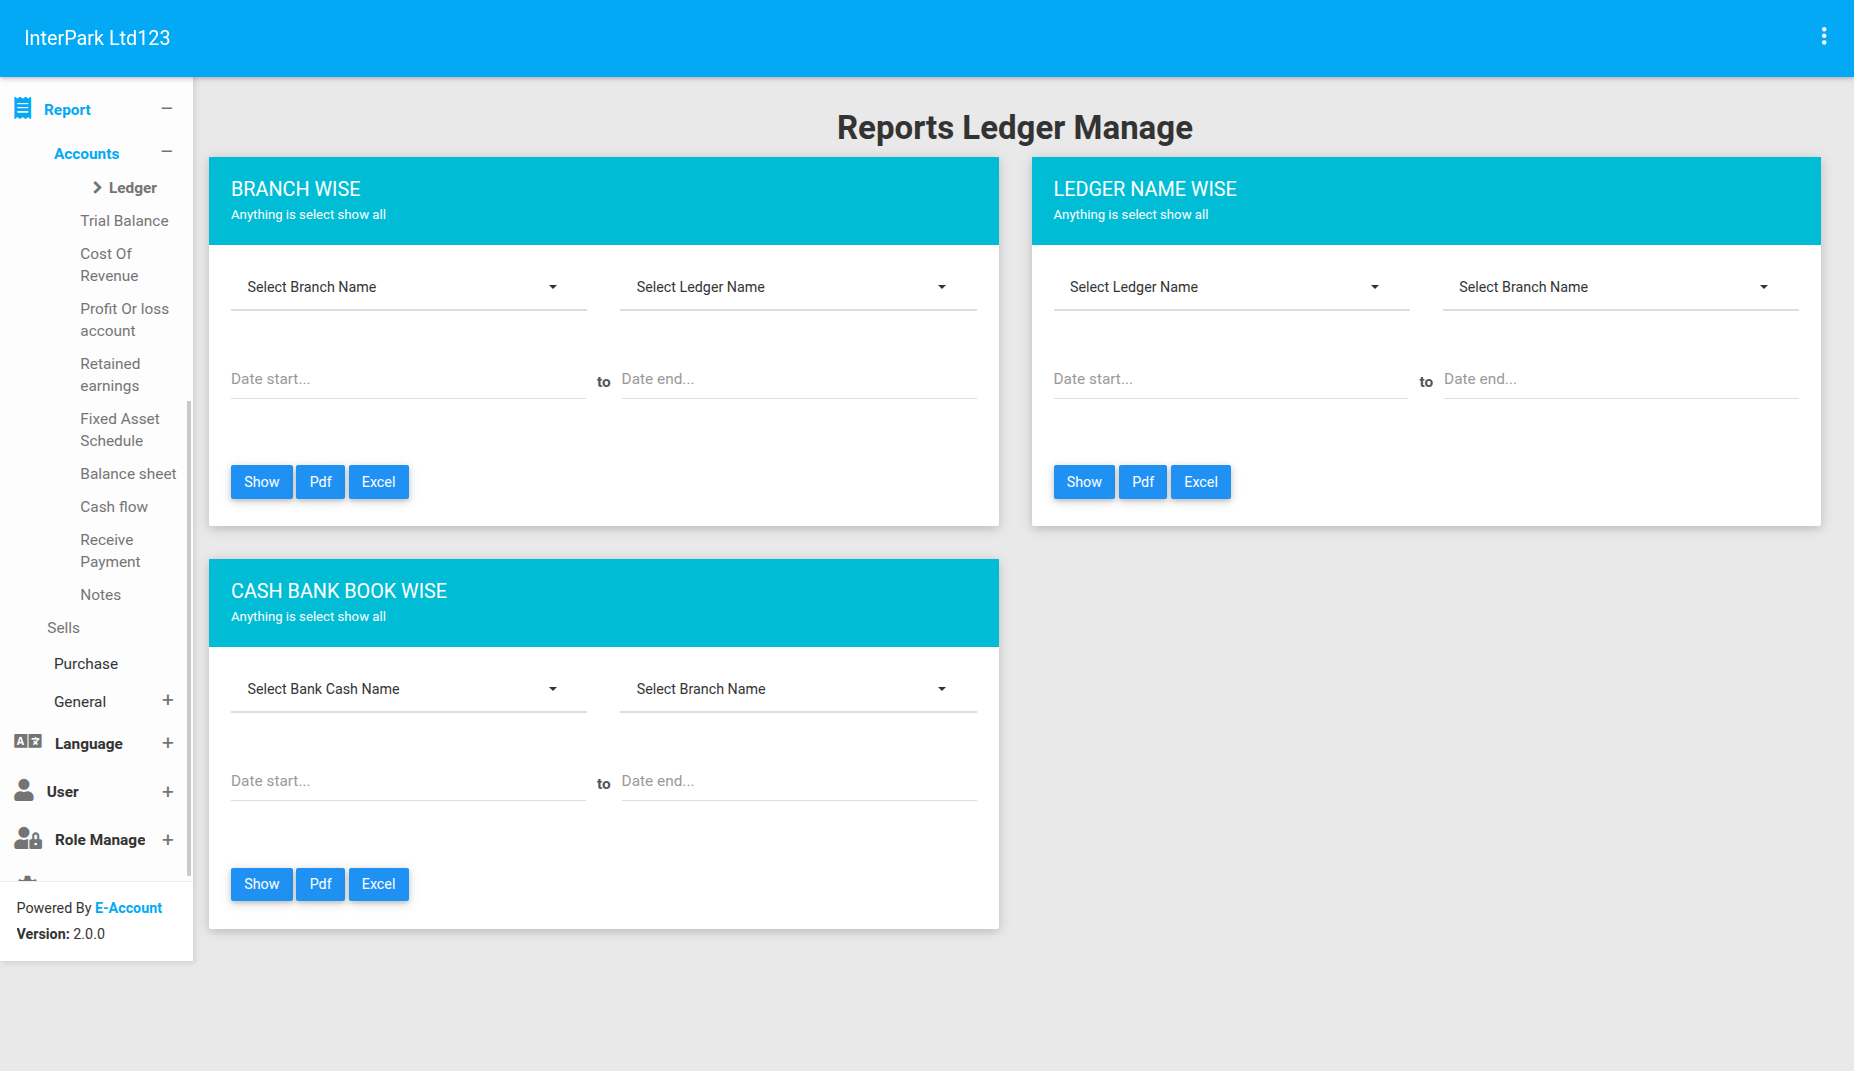 InterPark Ltd123
Report
Accounts
Ledger
Trial Balance
Cost Of
Revenue
Profit Or loss
account
Retained
earnings
Fixed Asset
Schedule
Balance sheet
Cash flow
Receive
Payment
Notes
Sells
Purchase
General
Language
User
Role Manage
Powered By E-Account
Version: 2.0.0
Reports Ledger Manage
BRANCH WISE
Anything is select show all
Select Branch Name
Select Ledger Name
Date start...
to
Date end...
Show
Pdf
Excel
LEDGER NAME WISE
Anything is select show all
Select Ledger Name
Select Branch Name
Date start...
to
Date end...
Show
Pdf
Excel
CASH BANK BOOK WISE
Anything is select show all
Select Bank Cash Name
Select Branch Name
Date start...
to
Date end...
Show
Pdf
Excel